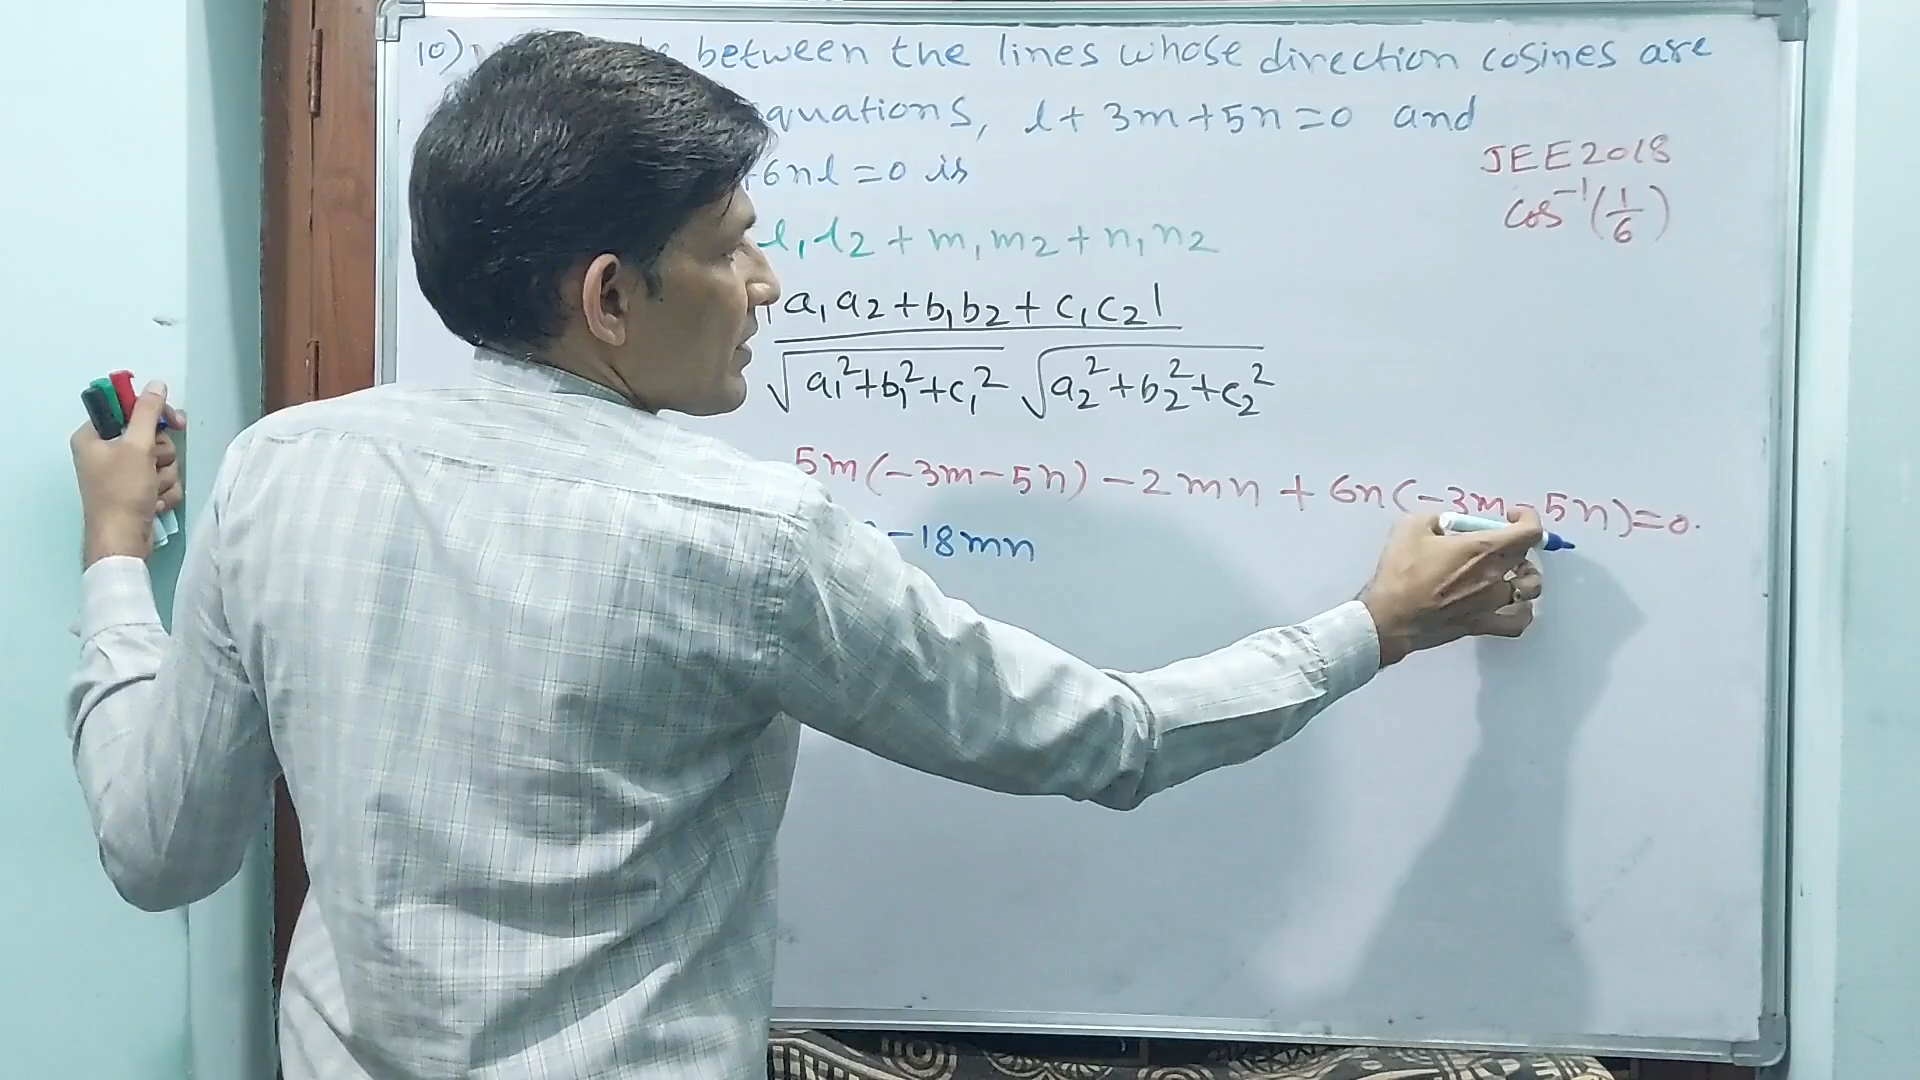 10) between the lines whose direction cosines are
equations, l + 3m + 5n = 0 and
+6nl = 0 is
JEE 2018
cos⁻¹(1/6)
l₁l₂ + m₁m₂ + n₁n₂
|a₁a₂ + b₁b₂ + c₁c₂|
√a₁²+b₁²+c₁² √a₂²+b₂²+c₂²
5m(-3m-5n) - 2mn + 6n(-3m-5n) = 0.
-18mn